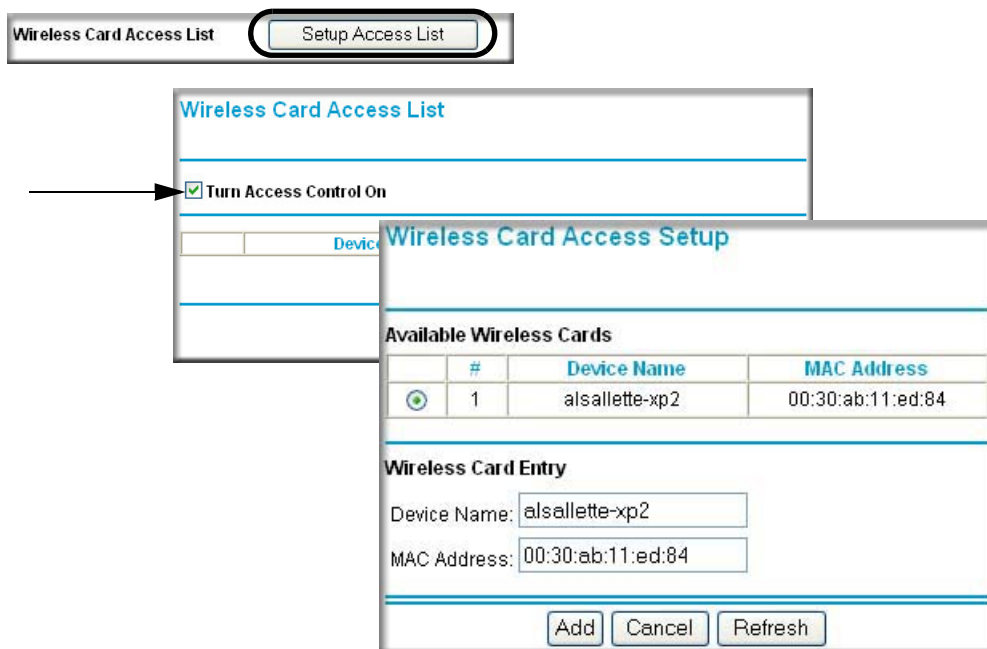 Wireless Card Access List Setup Access List
Wireless Card Access List
Turn Access Control On
Wireless Card Access Setup
Available Wireless Cards
# Device Name MAC Address
1 alsallette-xp2 00:30:ab:11:ed:84
Wireless Card Entry
Device Name: alsallette-xp2
MAC Address: 00:30:ab:11:ed:84
Add Cancel Refresh